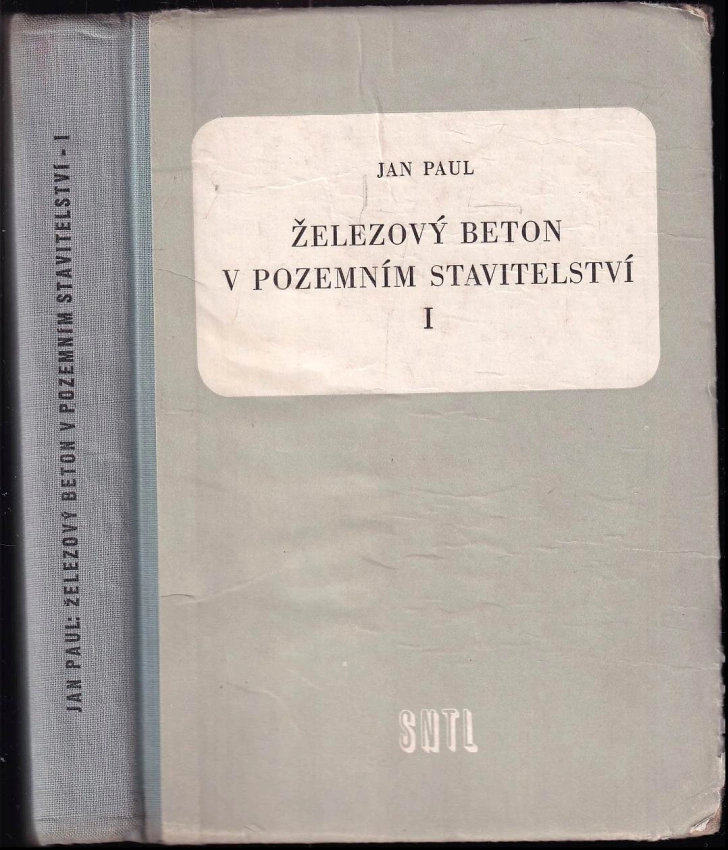 JAN PAUL: ŽELEZOVÝ BETON V POZEMNÍM STAVITELSTVÍ - I
JAN PAUL
ŽELEZOVÝ BETON
V POZEMNÍM STAVITELSTVÍ
I
SNTL